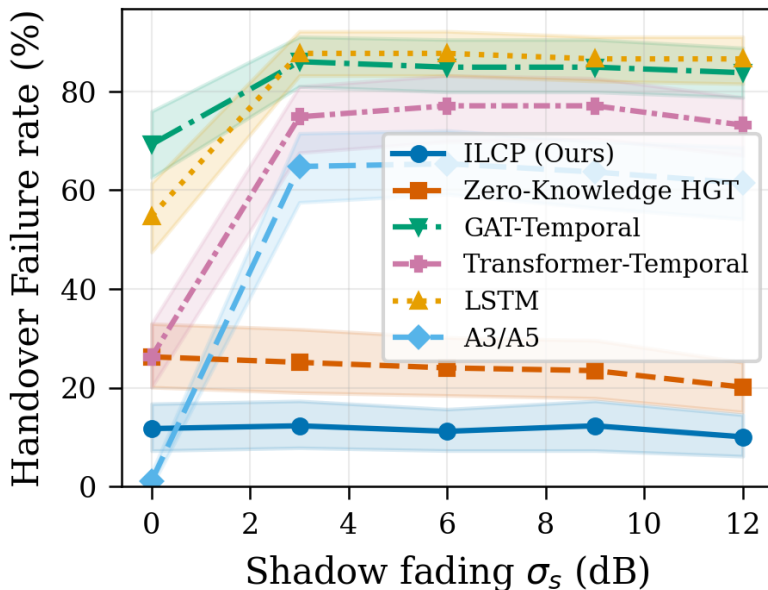 Handover Failure rate (%)
80
60
40
20
0
ILCP (Ours)
Zero-Knowledge HGT
GAT-Temporal
Transformer-Temporal
LSTM
A3/A5
0 2 4 6 8 10 12
Shadow fading σₛ (dB)